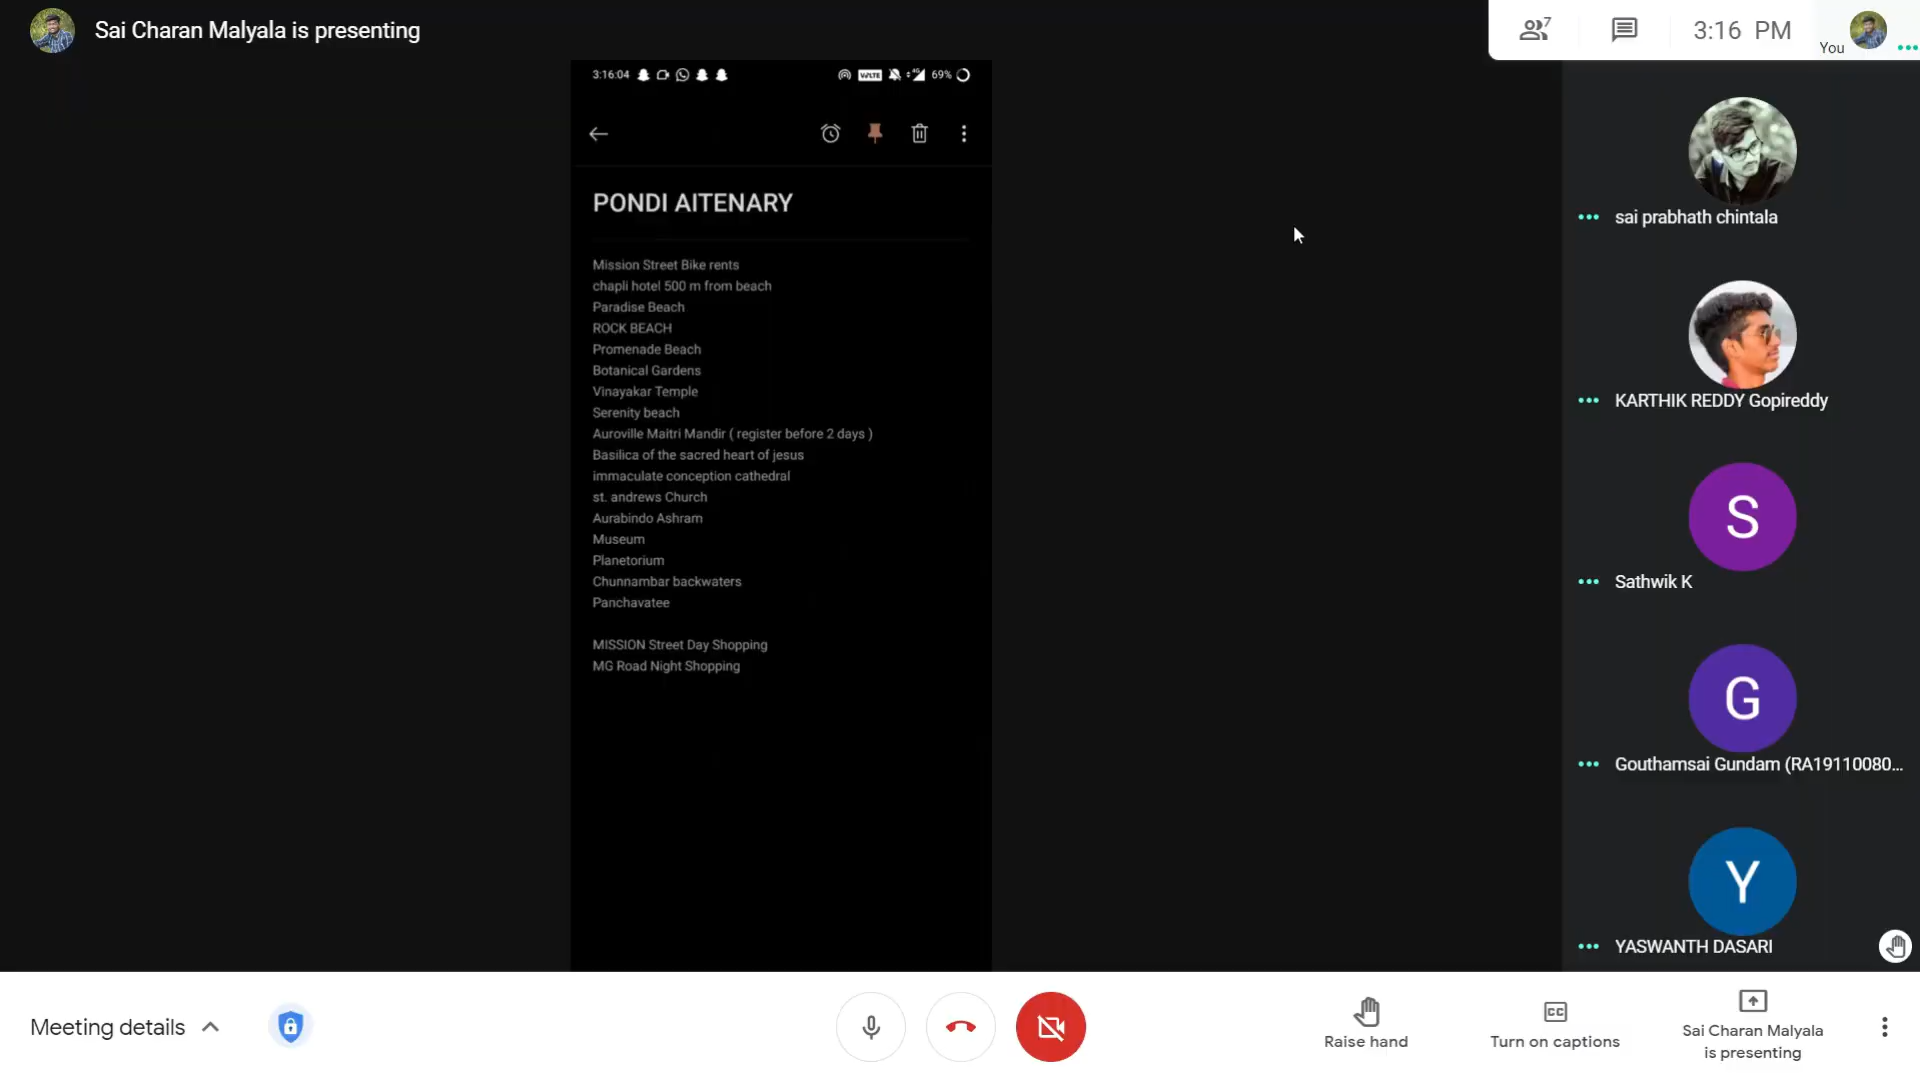 Sai Charan Malyala is presenting
7
3:16 PM
You
3:16:04
VoLTE
4G
69%
PONDI AITENARY
Mission Street Bike rents
chapli hotel 500 m from beach
Paradise Beach
ROCK BEACH
Promenade Beach
Botanical Gardens
Vinayakar Temple
Serenity beach
Auroville Maitri Mandir ( register before 2 days )
Basilica of the sacred heart of jesus
immaculate conception cathedral
st. andrews Church
Aurabindo Ashram
Museum
Planetorium
Chunnambar backwaters
Panchavatee
MISSION Street Day Shopping
MG Road Night Shopping
sai prabhath chintala
KARTHIK REDDY Gopireddy
S
Sathwik K
G
Gouthamsai Gundam (RA19110080...
Y
YASWANTH DASARI
Meeting details
Raise hand
CC
Turn on captions
Sai Charan Malyala
is presenting